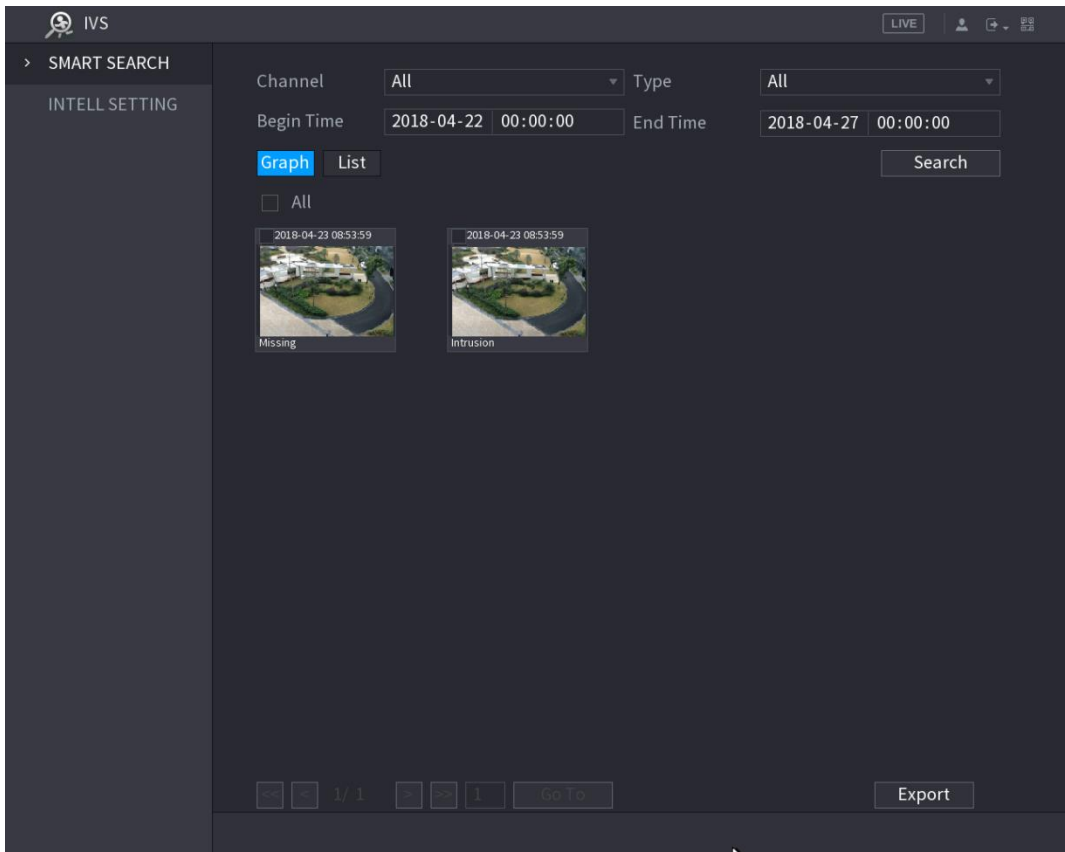 IVS LIVE
SMART SEARCH
INTELL SETTING
Channel All Type All
Begin Time 2018-04-22 00:00:00 End Time 2018-04-27 00:00:00
Graph List Search
All
2018-04-23 08:53:59 2018-04-23 08:53:59
Missing Intrusion
<< < 1/ 1 > >> 1 Go To Export